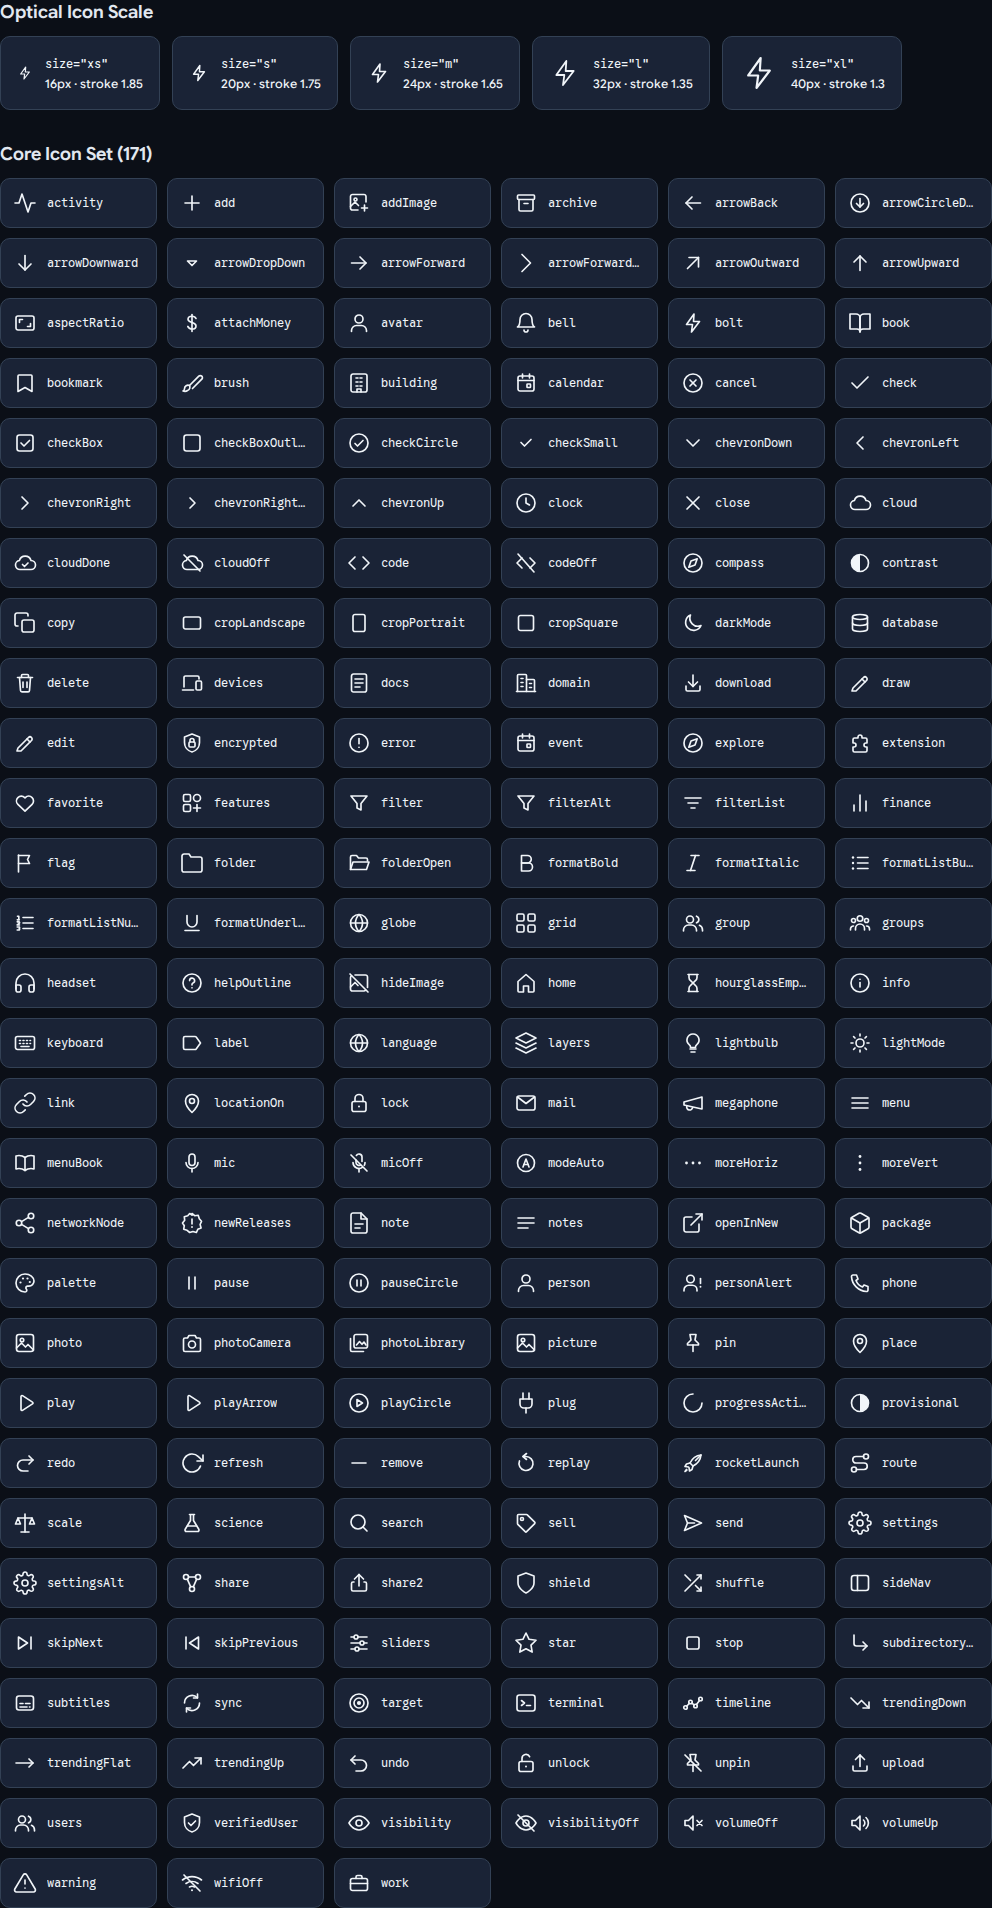 Optical Icon Scale
size="xs"
16px · stroke 1.85
size="s"
20px · stroke 1.75
size="m"
24px · stroke 1.65
size="l"
32px · stroke 1.35
size="xl"
40px · stroke 1.3
Core Icon Set (171)
activity
add
addImage
archive
arrowBack
arrowCircleD…
arrowDownward
arrowDropDown
arrowForward
arrowForward…
arrowOutward
arrowUpward
aspectRatio
attachMoney
avatar
bell
bolt
book
bookmark
brush
building
calendar
cancel
check
checkBox
checkBoxOutl…
checkCircle
checkSmall
chevronDown
chevronLeft
chevronRight
chevronRight…
chevronUp
clock
close
cloud
cloudDone
cloudOff
code
codeOff
compass
contrast
copy
cropLandscape
cropPortrait
cropSquare
darkMode
database
delete
devices
docs
domain
download
draw
edit
encrypted
error
event
explore
extension
favorite
features
filter
filterAlt
filterList
finance
flag
folder
folderOpen
formatBold
formatItalic
formatListBu…
formatListNu…
formatUnderl…
globe
grid
group
groups
headset
helpOutline
hideImage
home
hourglassEmp…
info
keyboard
label
language
layers
lightbulb
lightMode
link
locationOn
lock
mail
megaphone
menu
menuBook
mic
micOff
modeAuto
moreHoriz
moreVert
networkNode
newReleases
note
notes
openInNew
package
palette
pause
pauseCircle
person
personAlert
phone
photo
photoCamera
photoLibrary
picture
pin
place
play
playArrow
playCircle
plug
progressActi…
provisional
redo
refresh
remove
replay
rocketLaunch
route
scale
science
search
sell
send
settings
settingsAlt
share
share2
shield
shuffle
sideNav
skipNext
skipPrevious
sliders
star
stop
subdirectory…
subtitles
sync
target
terminal
timeline
trendingDown
trendingFlat
trendingUp
undo
unlock
unpin
upload
users
verifiedUser
visibility
visibilityOff
volumeOff
volumeUp
warning
wifiOff
work